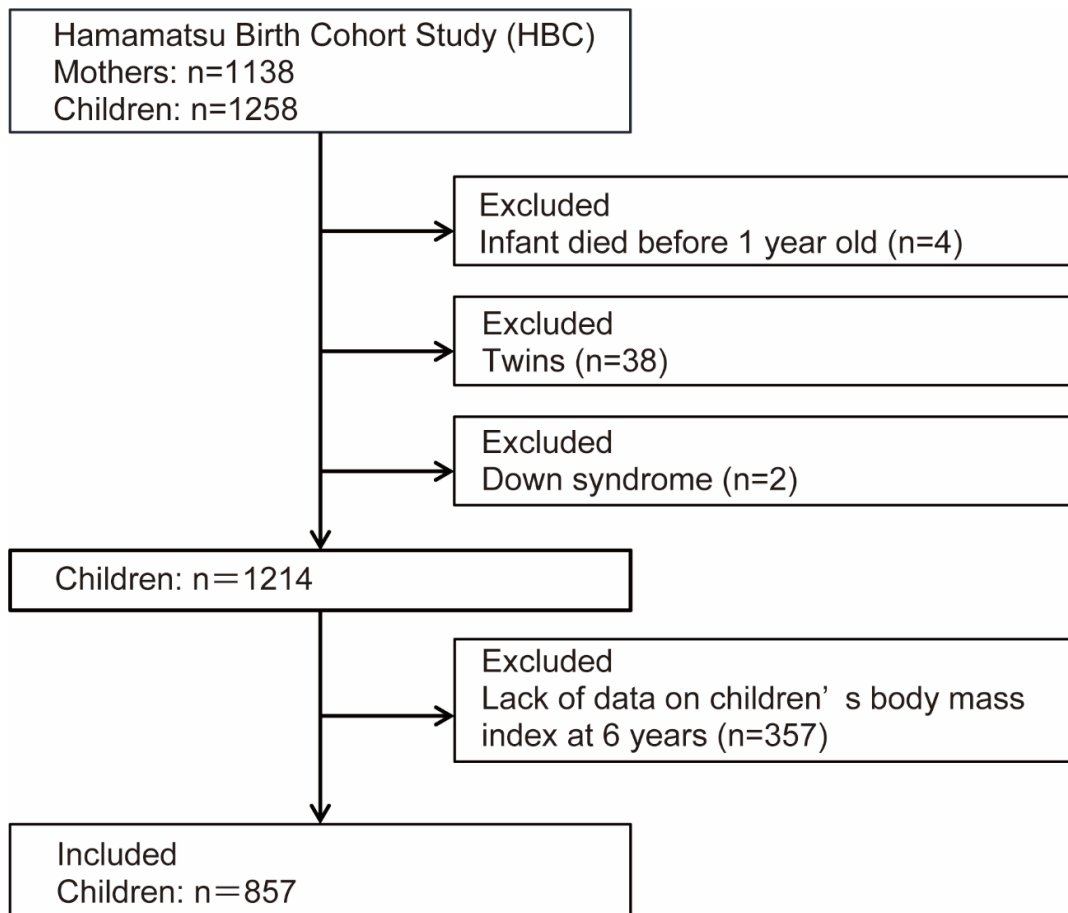 Hamamatsu Birth Cohort Study (HBC)
Mothers: n=1138
Children: n=1258
Excluded
Infant died before 1 year old (n=4)
Excluded
Twins (n=38)
Excluded
Down syndrome (n=2)
Children: n＝1214
Excluded
Lack of data on children’ s body mass
index at 6 years (n=357)
Included
Children: n＝857